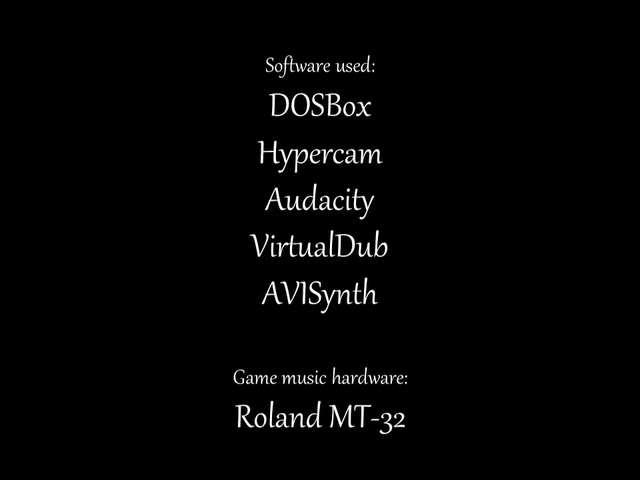 Software used:
DOSBox
Hypercam
Audacity
VirtualDub
AVISynth
Game music hardware:
Roland MT-32